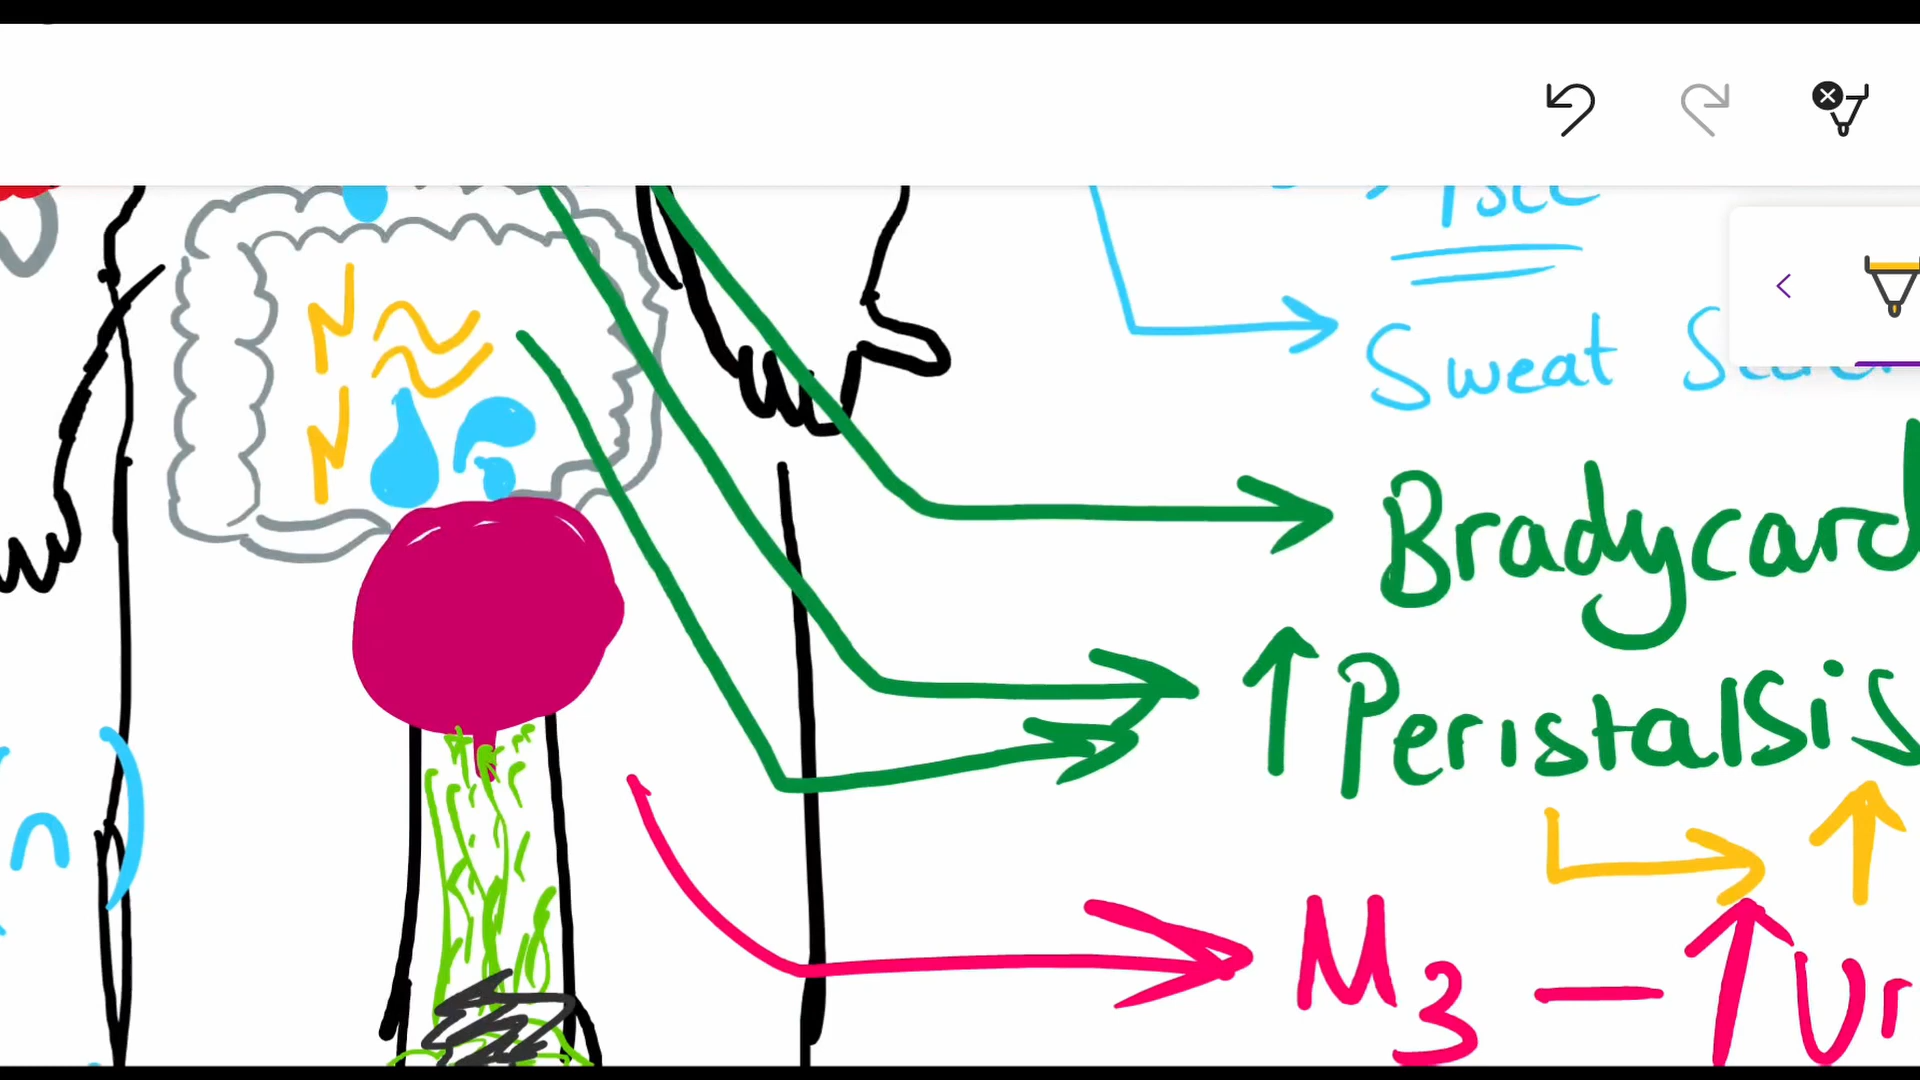 Sweat
Bradycard
↑ Peristalsis
↑
M3 - ↑ Ur
n)